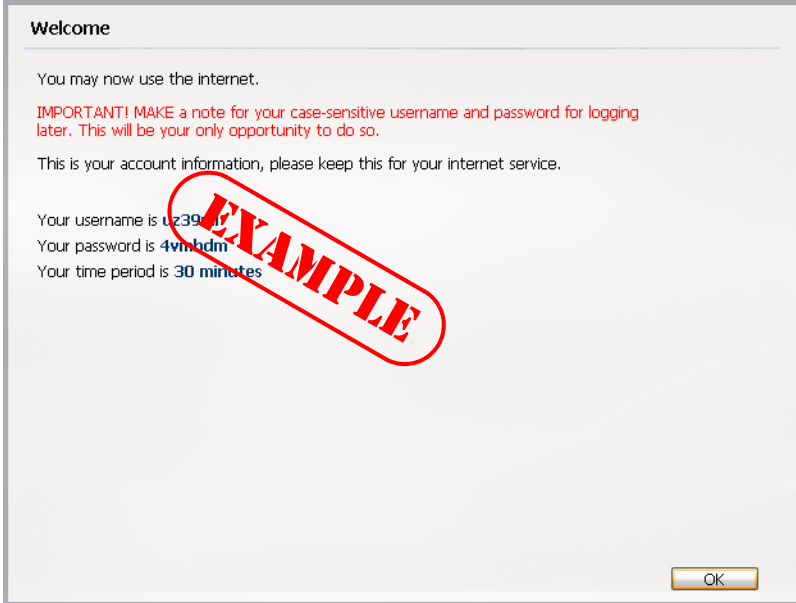 Welcome
You may now use the internet.
IMPORTANT! MAKE a note for your case-sensitive username and password for logging
later. This will be your only opportunity to do so.
This is your account information, please keep this for your internet service.
Your username is
Your password is
Your time period is 30 minutes
EXAMPLE
OK